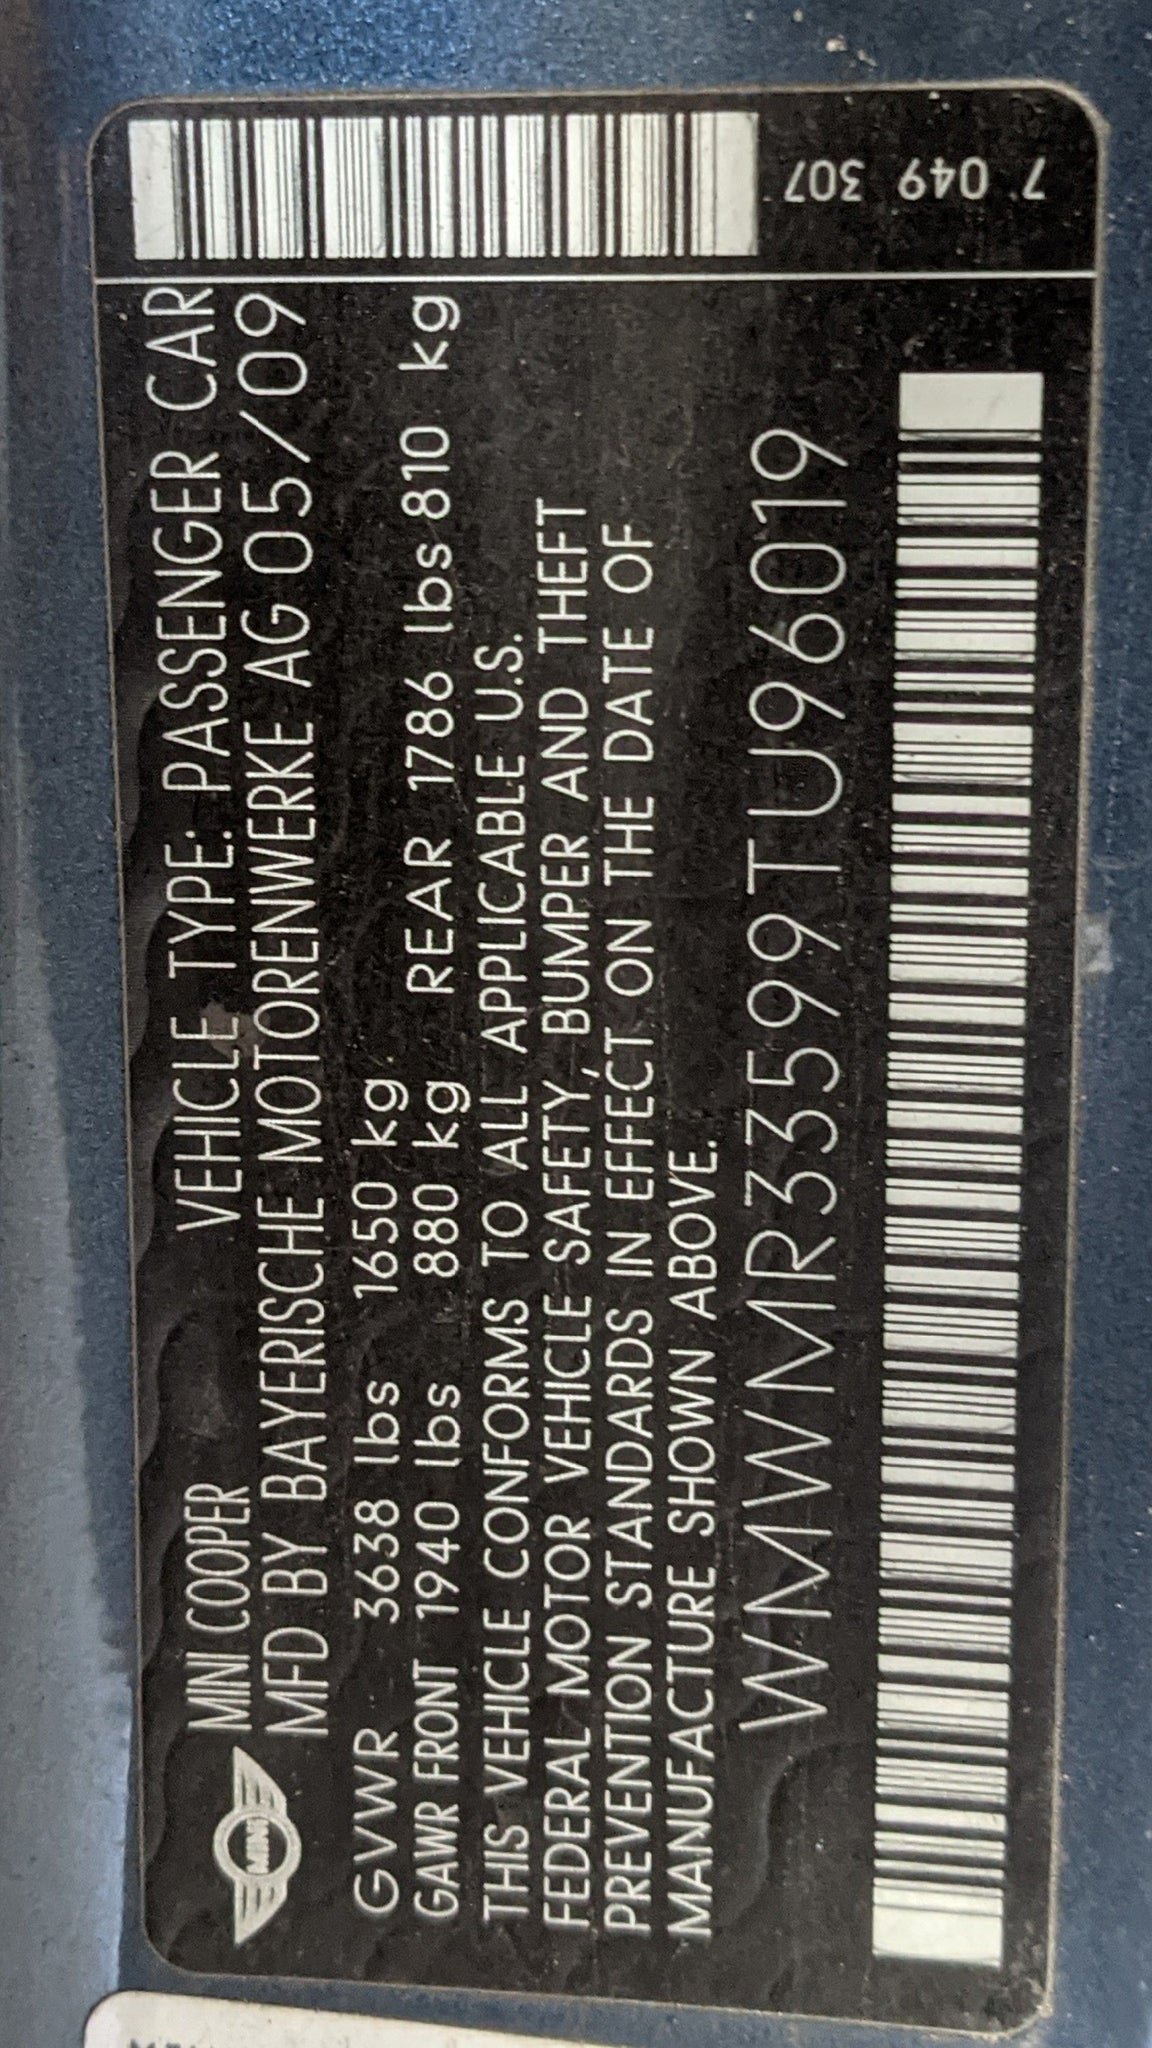 MINI COOPER VEHICLE TYPE: PASSENGER CAR
MFD BY BAYERISCHE MOTORENWERKE AG 05/09
GVWR 3638 lbs 1650 kg
GAWR FRONT 1940 lbs 880 kg REAR 1786 lbs 810 kg
THIS VEHICLE CONFORMS TO ALL APPLICABLE U.S.
FEDERAL MOTOR VEHICLE SAFETY, BUMPER AND THEFT
PREVENTION STANDARDS IN EFFECT ON THE DATE OF
MANUFACTURE SHOWN ABOVE.
WMWMR33599TU96019
7 049 307
MINI